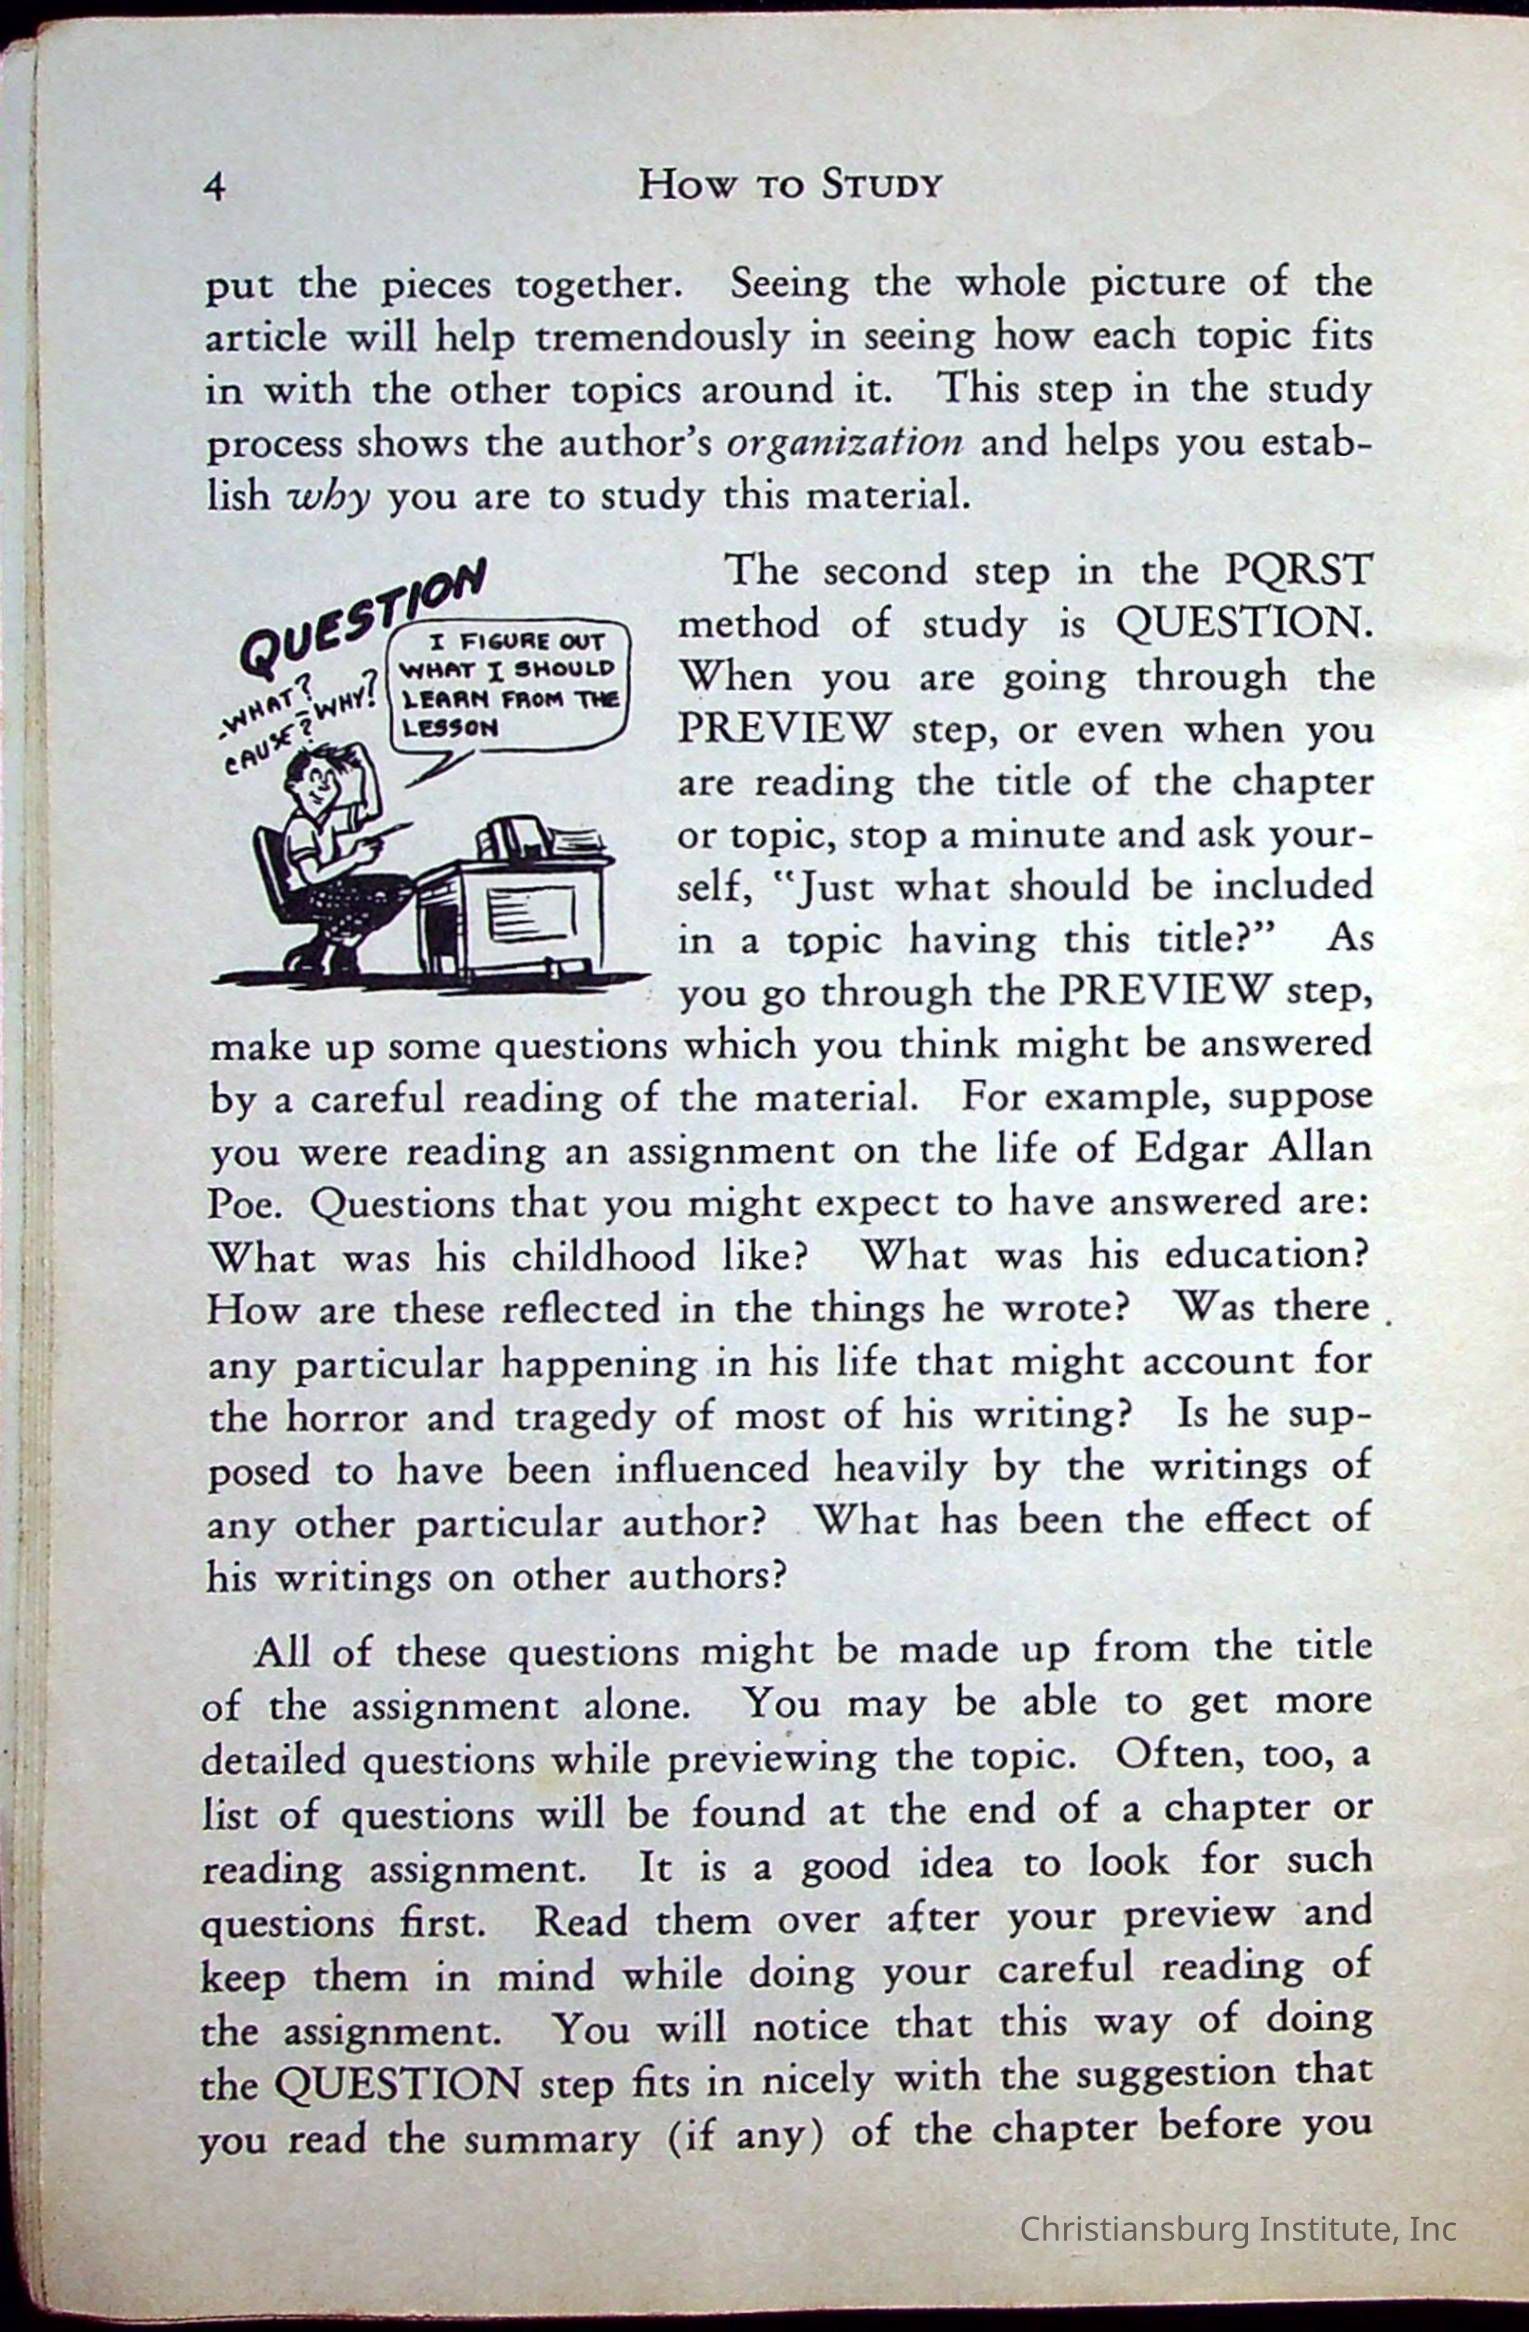 4 How to Study
put the pieces together. Seeing the whole picture of the
article will help tremendously in seeing how each topic fits
in with the other topics around it. This step in the study
process shows the author's organization and helps you estab-
lish why you are to study this material.
QUESTION
I FIGURE OUT
WHAT I SHOULD
LEARN FROM THE
LESSON
-WHAT?
WHY?
CAUSE?
The second step in the PQRST
method of study is QUESTION.
When you are going through the
PREVIEW step, or even when you
are reading the title of the chapter
or topic, stop a minute and ask your-
self, “Just what should be included
in a topic having this title?” As
you go through the PREVIEW step,
make up some questions which you think might be answered
by a careful reading of the material. For example, suppose
you were reading an assignment on the life of Edgar Allan
Poe. Questions that you might expect to have answered are:
What was his childhood like? What was his education?
How are these reflected in the things he wrote? Was there
any particular happening in his life that might account for
the horror and tragedy of most of his writing? Is he sup-
posed to have been influenced heavily by the writings of
any other particular author? What has been the effect of
his writings on other authors?
All of these questions might be made up from the title
of the assignment alone. You may be able to get more
detailed questions while previewing the topic. Often, too, a
list of questions will be found at the end of a chapter or
reading assignment. It is a good idea to look for such
questions first. Read them over after your preview and
keep them in mind while doing your careful reading of
the assignment. You will notice that this way of doing
the QUESTION step fits in nicely with the suggestion that
you read the summary (if any) of the chapter before you
Christiansburg Institute, Inc